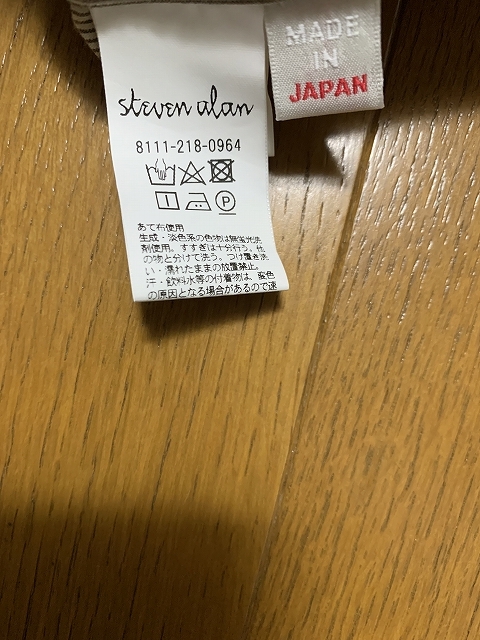 steven alan
MADE
IN
JAPAN
8111-218-0964
P
あて布使用
生成・淡色系の色物は無蛍光洗
剤使用。すすぎは十分行う。他
の物と分けて洗う。つけ置き洗
い・濡れたままの放置禁止。
汗・飲料水等の付着物は、変色
の原因となる場合があるので速